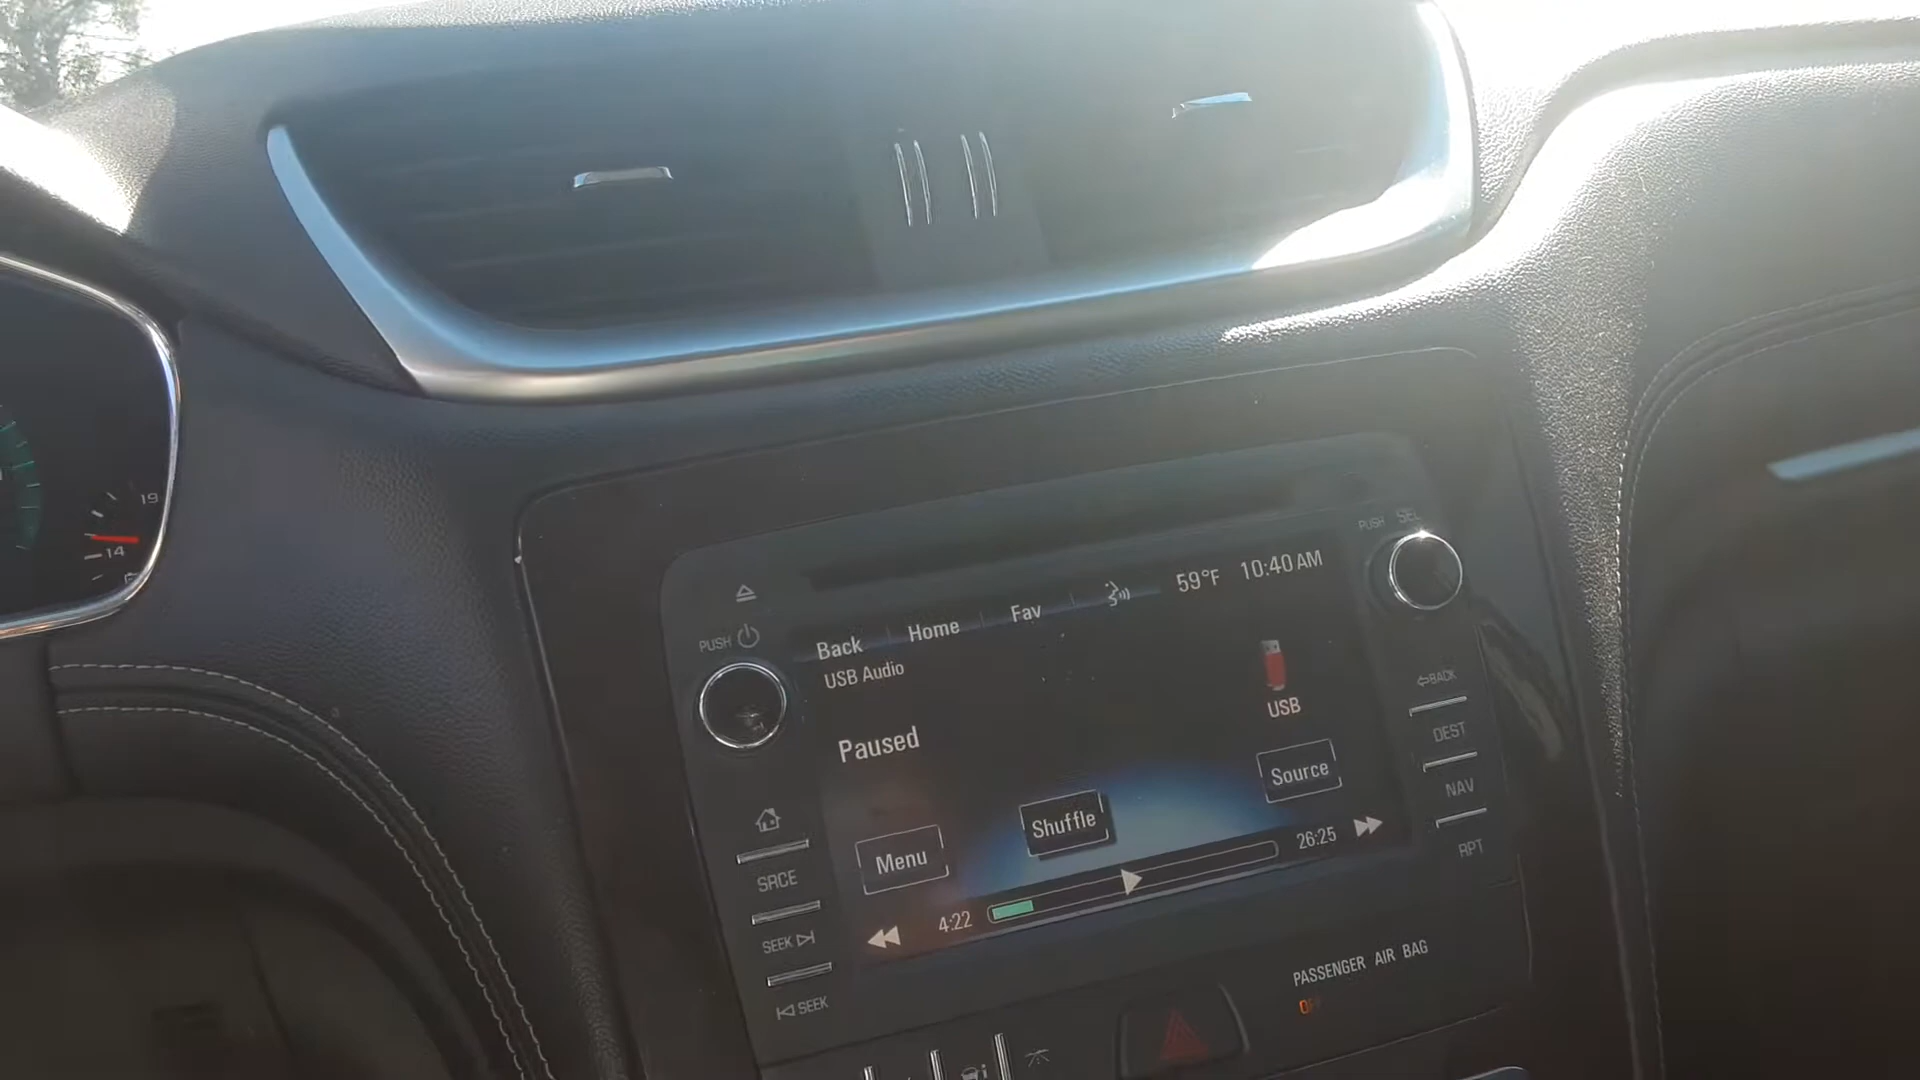 19
14
PUSH SEL
PUSH
Back Home Fav 59°F 10:40 AM
USB Audio
USB
Paused
Source
Shuffle
Menu
4:22 26:25
SRCE
SEEK
SEEK
BACK
DEST
NAV
RPT
PASSENGER AIR BAG
OFF